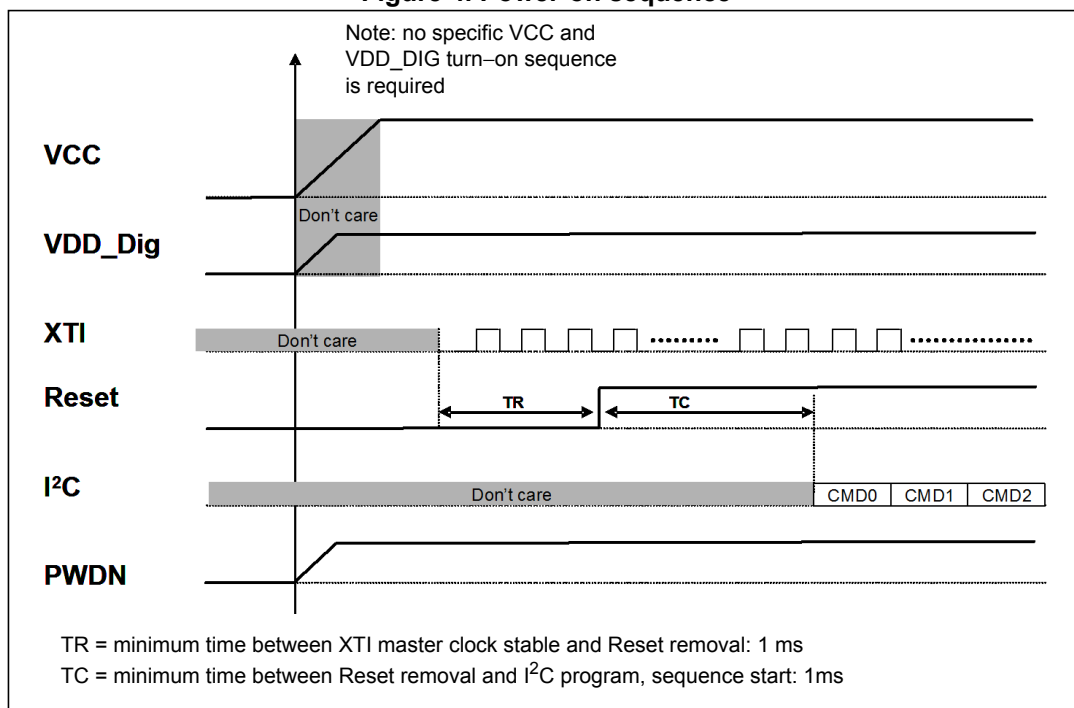 Note: no specific VCC and
VDD_DIG turn–on sequence
is required
VCC
Don't care
VDD_Dig
XTI
Don't care
Reset
TR
TC
I²C
Don't care
CMD0
CMD1
CMD2
PWDN
TR = minimum time between XTI master clock stable and Reset removal: 1 ms
TC = minimum time between Reset removal and I²C program, sequence start: 1ms